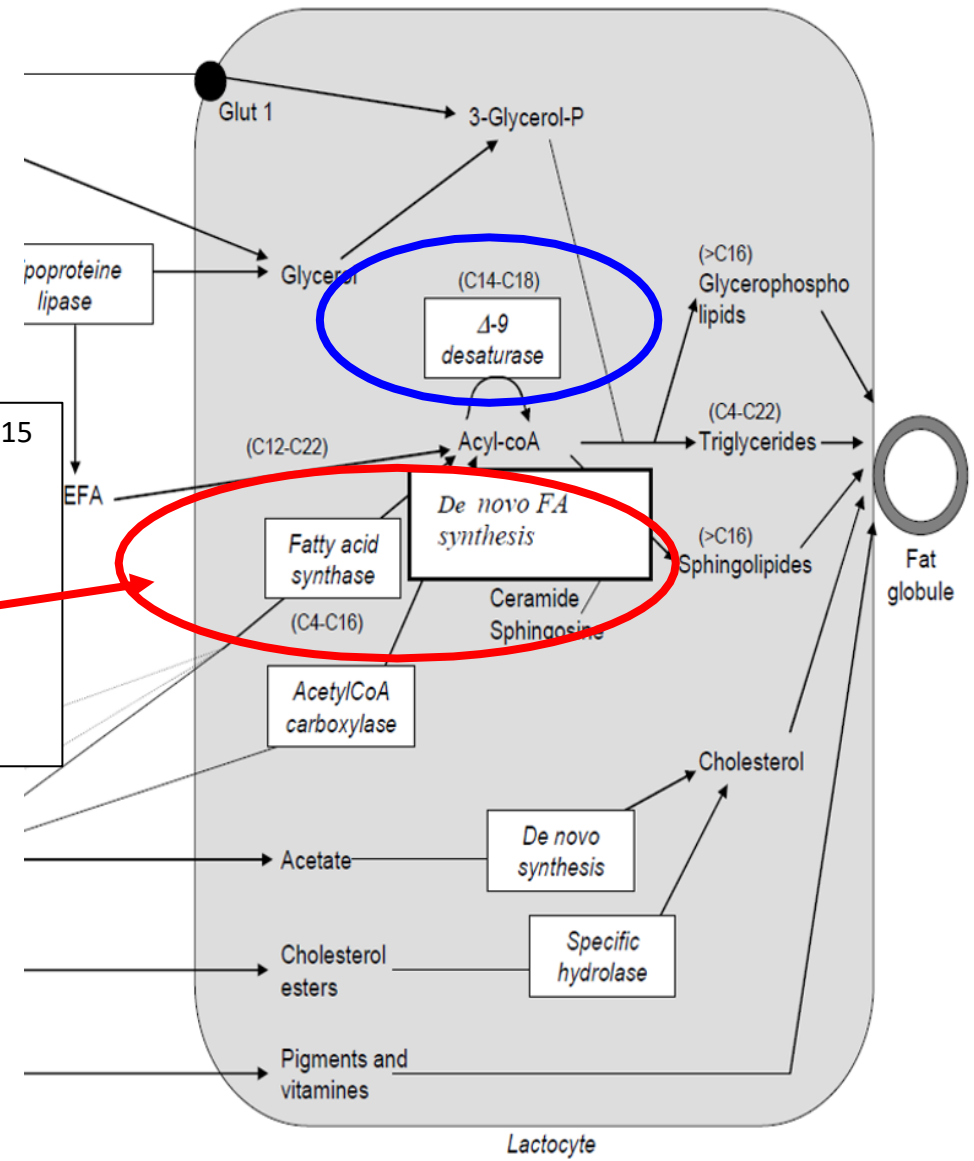 Glut 1
3-Glycerol-P
poproteine
lipase
Glycerol
(C14-C18)
Δ-9
desaturase
(>C16)
Glycerophospho
lipids
15
(C12-C22)
Acyl-coA
(C4-C22)
Triglycerides
EFA
De novo FA
synthesis
Fatty acid
synthase
(C4-C16)
(>C16)
Sphingolipides
Ceramide
Sphingosine
Fat
globule
AcetylCoA
carboxylase
Cholesterol
De novo
synthesis
Acetate
Specific
hydrolase
Cholesterol
esters
Pigments and
vitamines
Lactocyte